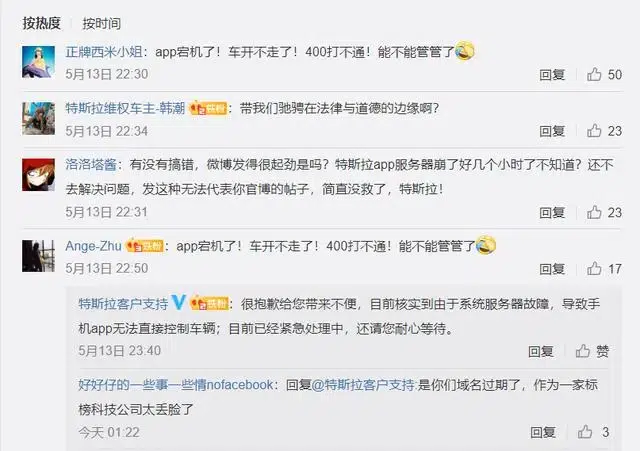 按热度 按时间
正牌西米小姐：app宕机了！车开不走了！400打不通！能不能管管了
5月13日 22:30 回复 50
特斯拉维权车主-韩潮 铁粉：带我们驰骋在法律与道德的边缘啊？
5月13日 22:34 回复 23
洛洛塔酱：有没有搞错，微博发得很起劲是吗？特斯拉app服务器崩了好几个小时了不知道？还不
去解决问题，发这种无法代表你官博的帖子，简直没救了，特斯拉！
5月13日 22:31 回复 23
Ange-Zhu 铁粉：app宕机了！车开不走了！400打不通！能不能管管了
5月13日 22:50 回复 17
特斯拉客户支持 铁粉：很抱歉给您带来不便，目前核实到由于系统服务器故障，导致手
机app无法直接控制车辆；目前已经紧急处理中，还请您耐心等待。
5月13日 23:40 回复 赞
好好仔的一些事一些情nofacebook：回复@特斯拉客户支持:是你们域名过期了，作为一家标
榜科技公司太丢脸了
今天 01:22 回复 3